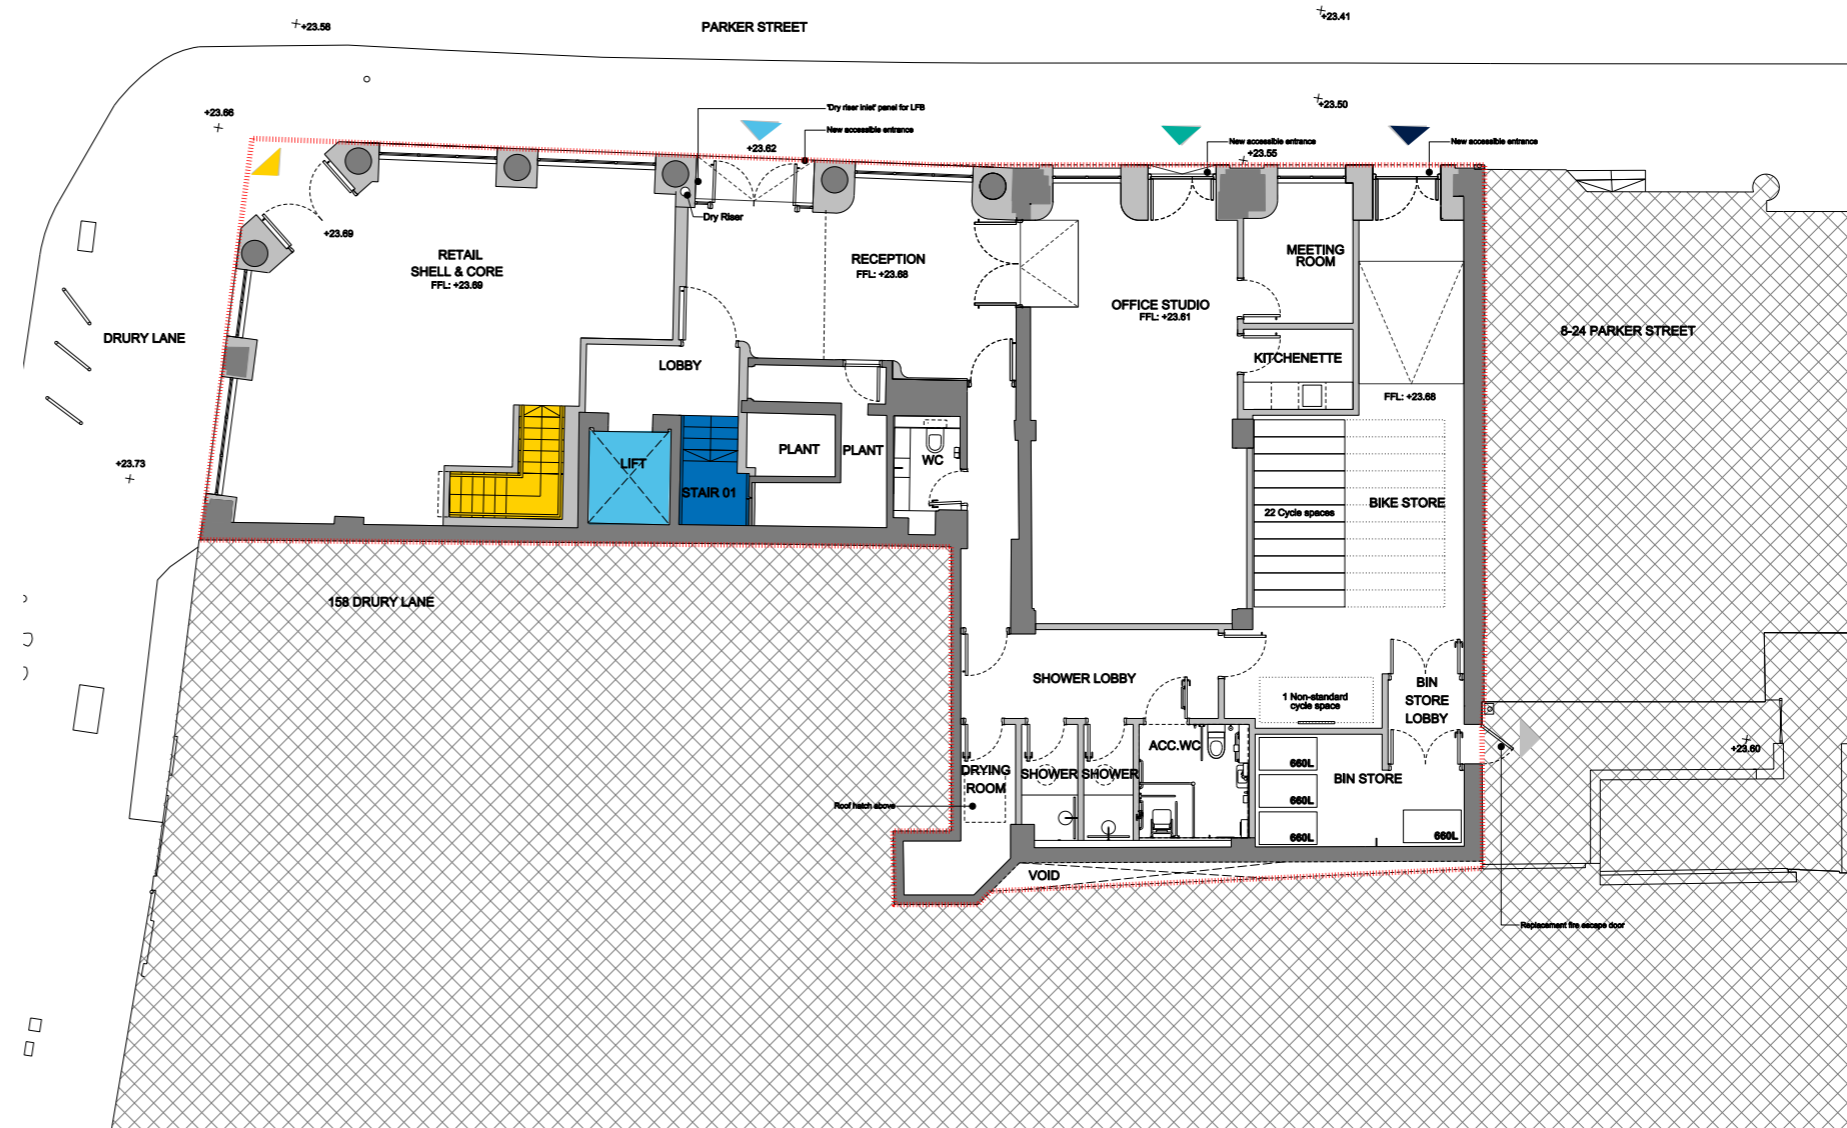 +23.58
PARKER STREET
+23.41
+23.66
'Dry riser inlet' panel for LFB
New accessible entrance
+23.62
+23.50
New accessible entrance
+23.55
New accessible entrance
Dry Riser
+23.69
RETAIL
SHELL & CORE
FFL: +23.69
RECEPTION
FFL: +23.68
MEETING
ROOM
OFFICE STUDIO
FFL: +23.61
8-24 PARKER STREET
DRURY LANE
LOBBY
KITCHENETTE
FFL: +23.68
PLANT
PLANT
WC
LIFT
STAIR 01
+23.73
22 Cycle spaces
BIKE STORE
158 DRURY LANE
SHOWER LOBBY
1 Non-standard
cycle space
BIN
STORE
LOBBY
ACC.WC
+23.60
660L
DRYING
ROOM
SHOWER
SHOWER
BIN STORE
660L
Roof hatch above
660L
660L
VOID
Replacement fire escape door